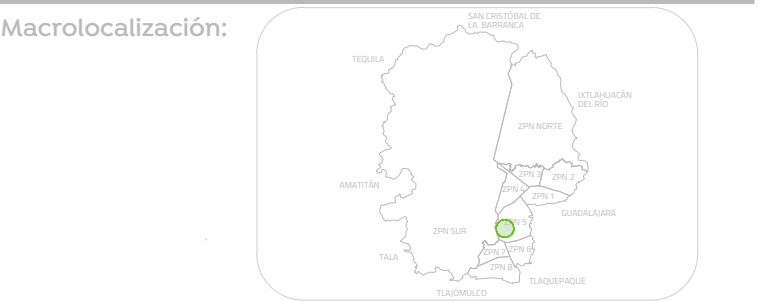 Macrolocalización:
SAN CRISTÓBAL DE
LA BARRANCA
TEQUILA
IXTLAHUACÁN
DEL RÍO
ZPN NORTE
ZPN 3
ZPN 2
AMATITÁN
ZPN 4
ZPN 1
GUADALAJARA
ZPN 5
ZPN SUR
ZPN 7
ZPN 6
TALA
ZPN 8
TLAQUEPAQUE
TLAJOMULCO